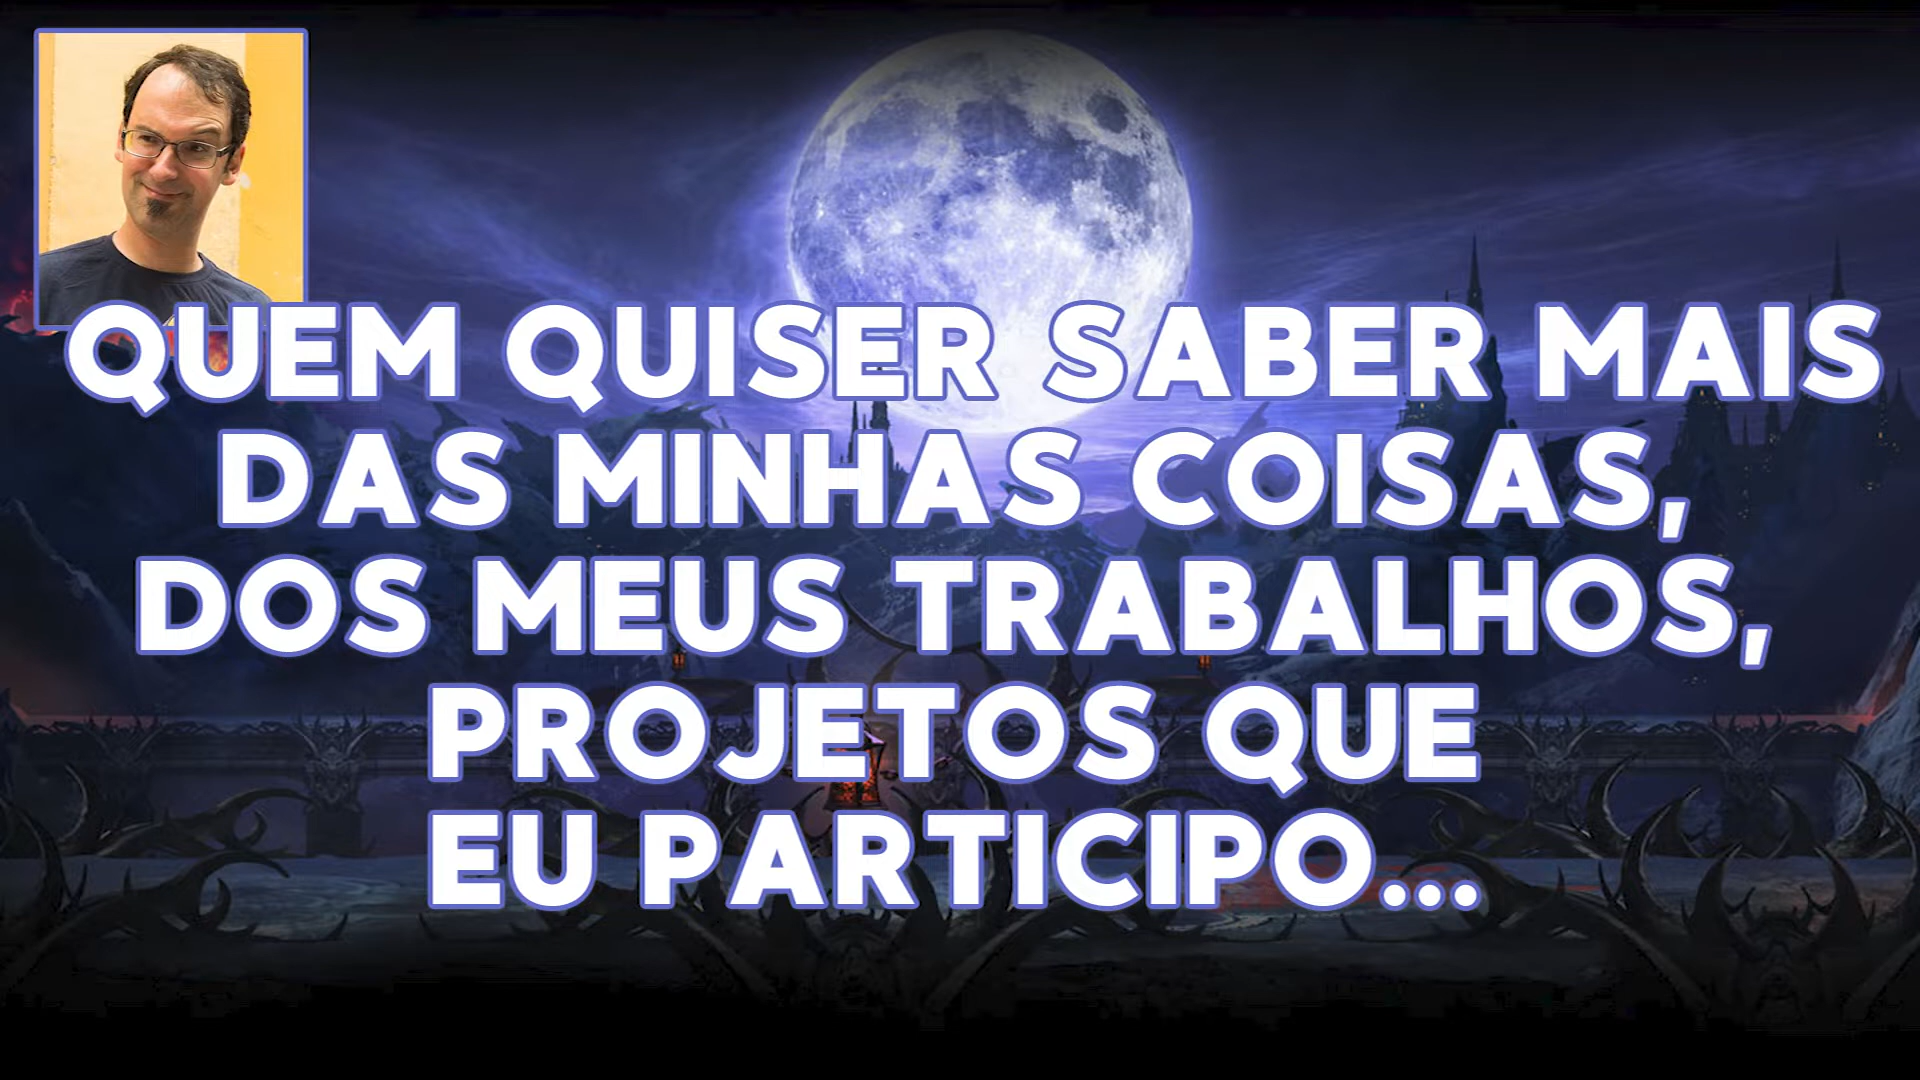 QUEM QUISER SABER MAIS
DAS MINHAS COISAS,
DOS MEUS TRABALHOS,
PROJETOS QUE
EU PARTICIPO...